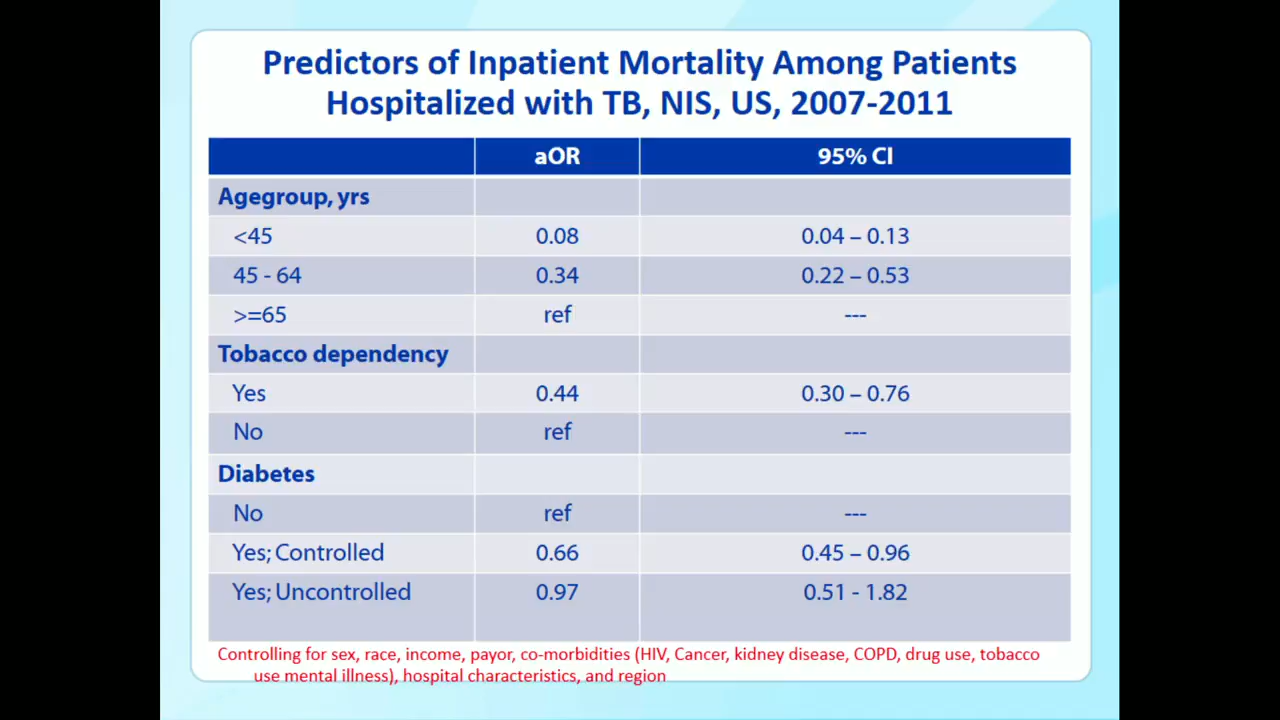 Predictors of Inpatient Mortality Among Patients
Hospitalized with TB, NIS, US, 2007-2011
aOR 95% CI
Agegroup, yrs
<45 0.08 0.04 – 0.13
45 - 64 0.34 0.22 – 0.53
>=65 ref ---
Tobacco dependency
Yes 0.44 0.30 – 0.76
No ref ---
Diabetes
No ref ---
Yes; Controlled 0.66 0.45 – 0.96
Yes; Uncontrolled 0.97 0.51 - 1.82
Controlling for sex, race, income, payor, co-morbidities (HIV, Cancer, kidney disease, COPD, drug use, tobacco
use mental illness), hospital characteristics, and region